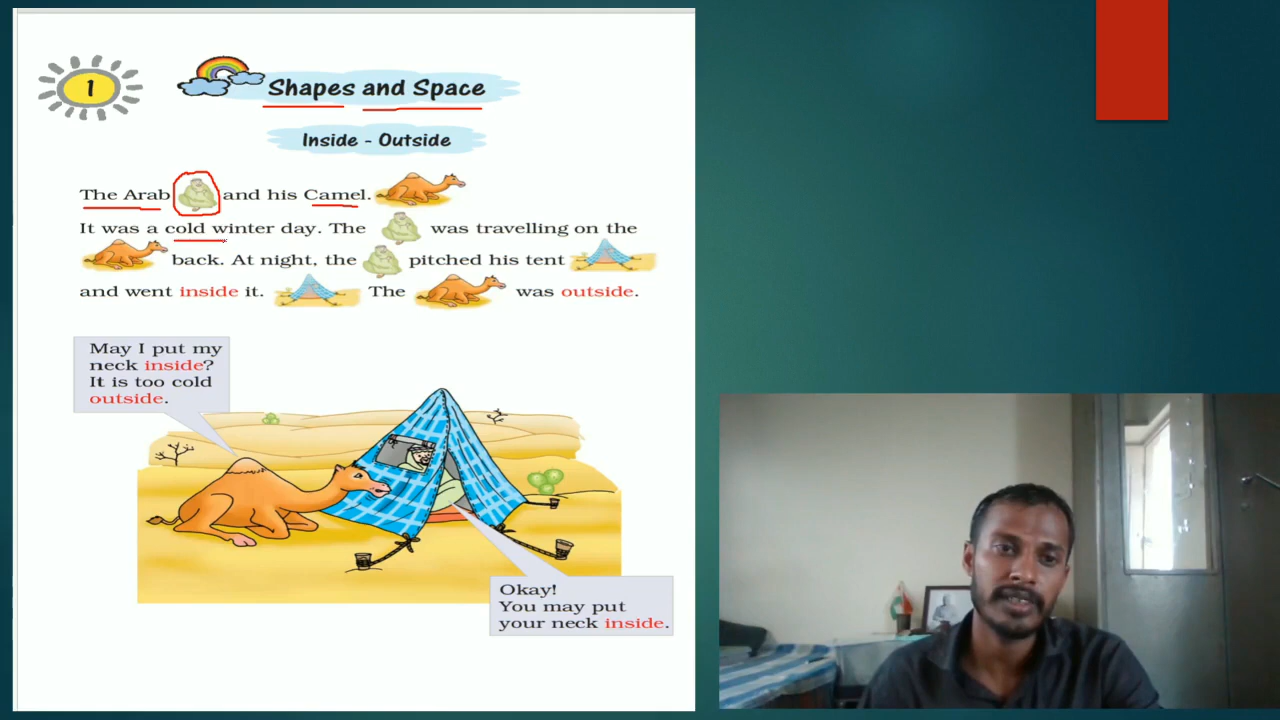 1
Shapes and Space
Inside - Outside
The Arab and his Camel.
It was a cold winter day. The was travelling on the
back. At night, the pitched his tent
and went inside it. The was outside.
May I put my
neck inside?
It is too cold
outside.
Okay!
You may put
your neck inside.